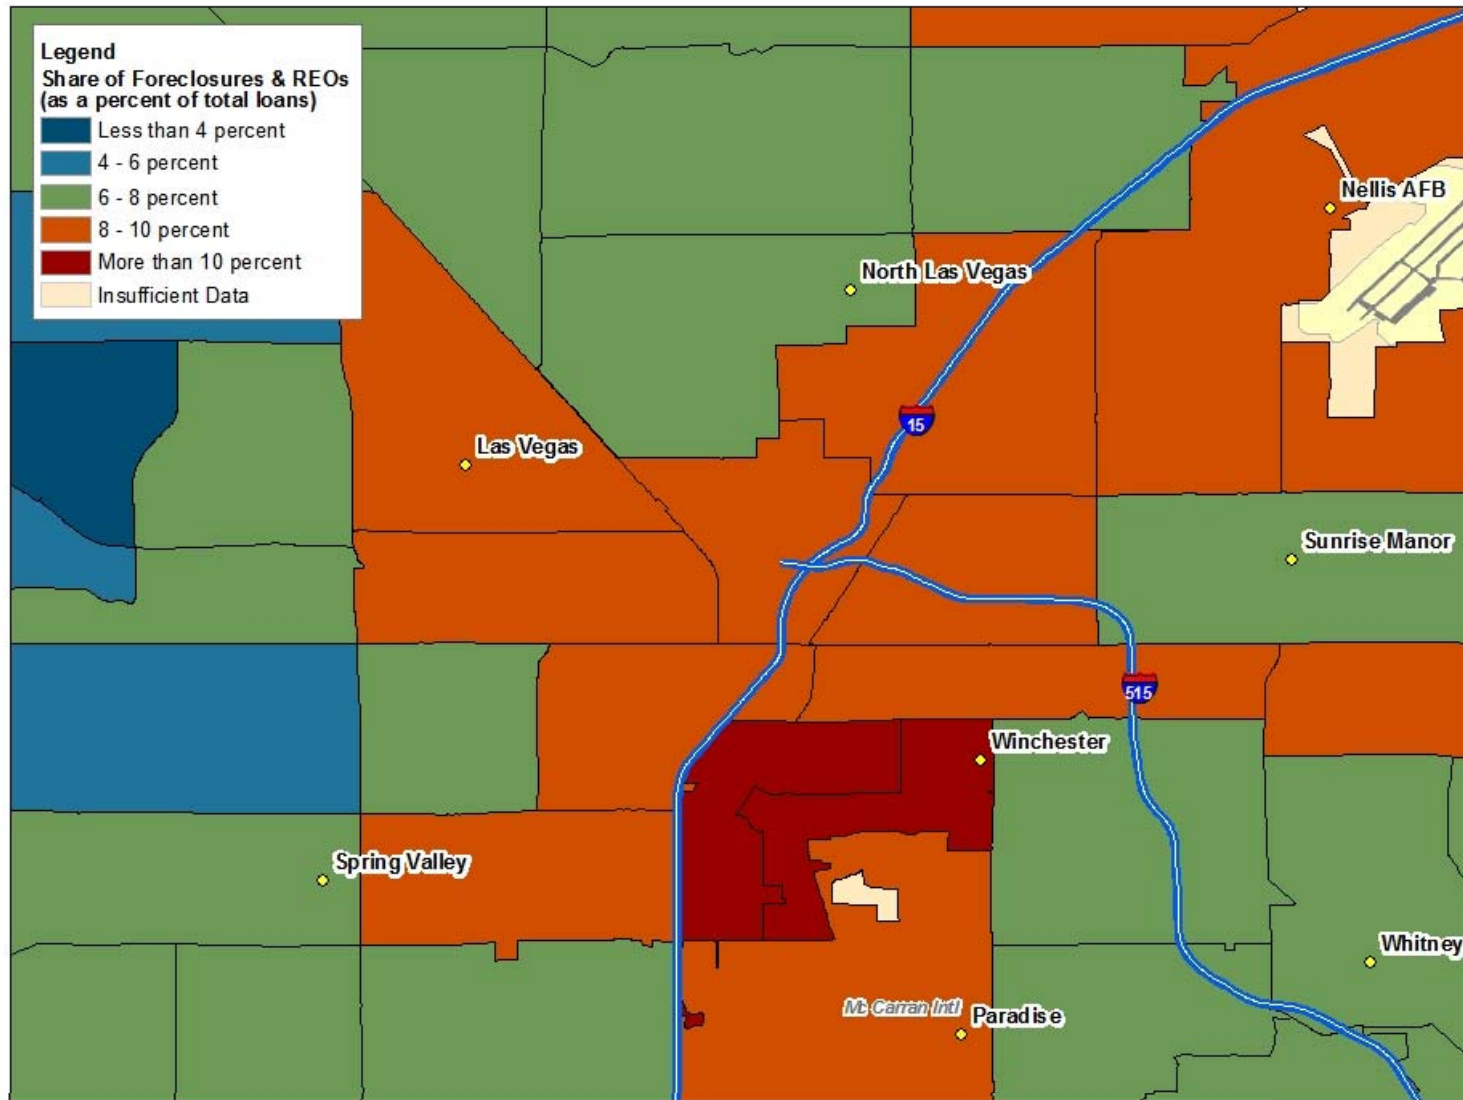 Legend
Share of Foreclosures & REOs
(as a percent of total loans)
Less than 4 percent
4 - 6 percent
6 - 8 percent
8 - 10 percent
More than 10 percent
Insufficient Data
Nellis AFB
North Las Vegas
15
Las Vegas
Sunrise Manor
515
Winchester
Spring Valley
Whitney
Mc Carran Intl
Paradise